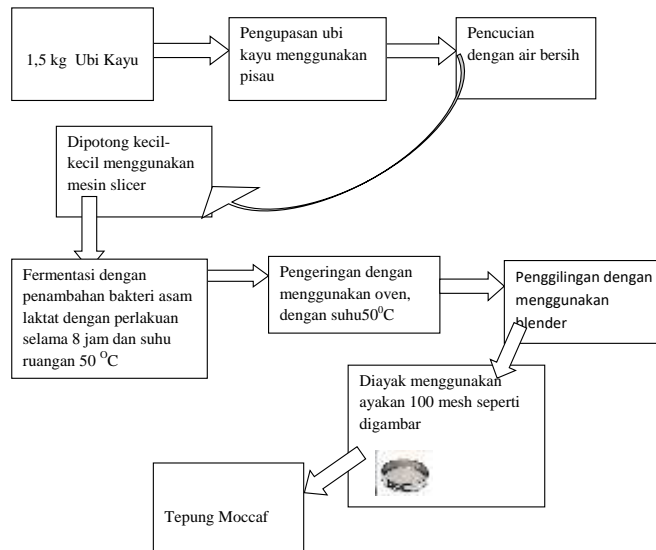 1,5 kg  Ubi Kayu
Pengupasan ubi
kayu menggunakan
pisau
Pencucian
dengan air bersih
Dipotong kecil-
kecil menggunakan
mesin slicer
Fermentasi dengan
penambahan bakteri asam
laktat dengan perlakuan
selama 8 jam dan suhu
ruangan 50 ⁰C
Pengeringan dengan
menggunakan oven,
dengan suhu50⁰C
Penggilingan dengan
menggunakan
blender
Diayak menggunakan
ayakan 100 mesh seperti
digambar
Tepung Moccaf